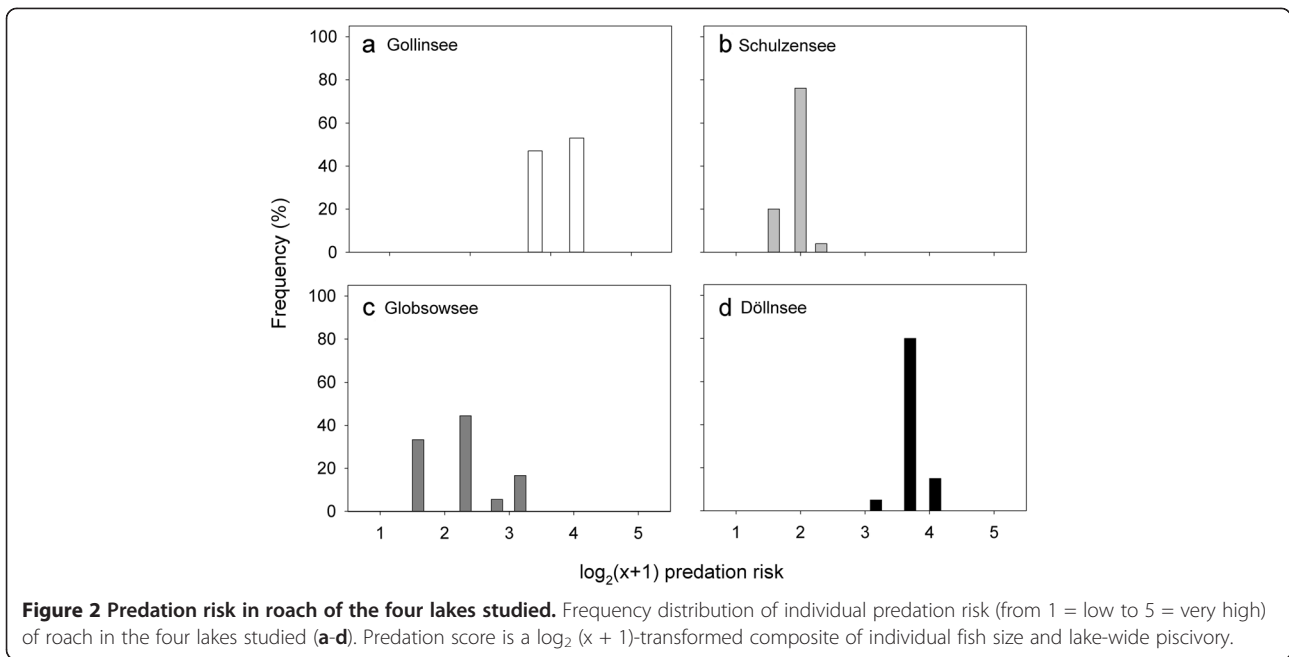 a Gollinsee
b Schulzensee
100
80
60
40
20
0
c Globsowsee
d Döllnsee
100
80
60
40
20
0
Frequency (%)
1 2 3 4 5
1 2 3 4 5
log₂(x+1) predation risk
Figure 2 Predation risk in roach of the four lakes studied. Frequency distribution of individual predation risk (from 1 = low to 5 = very high)
of roach in the four lakes studied (a-d). Predation score is a log₂ (x + 1)-transformed composite of individual fish size and lake-wide piscivory.